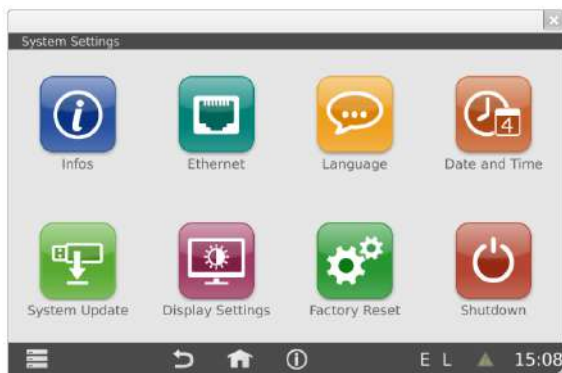 System Settings
Infos Ethernet Language Date and Time
4
System Update Display Settings Factory Reset Shutdown
E L 15:08